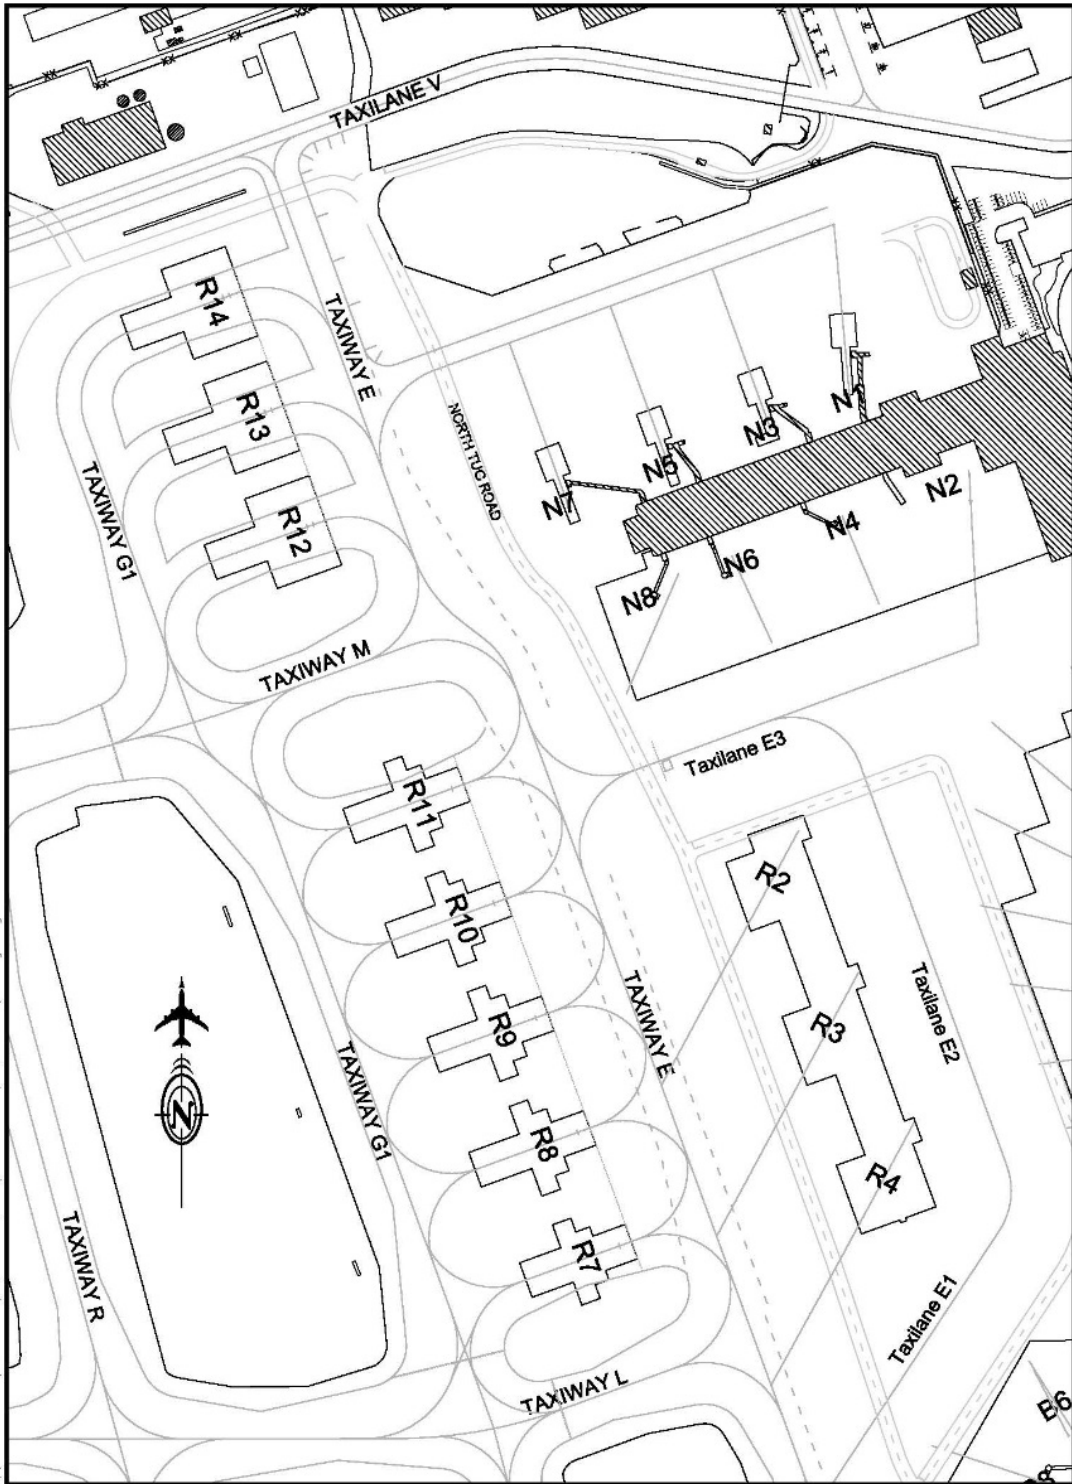 TAXILANE V
R14
TAXIWAY E
R13
N1
N3
NORTH TUG ROAD
N5
N7
N2
TAXIWAY G1
R12
N4
N6
N8
TAXIWAY M
Taxilane E3
R11
R2
R10
Taxilane E2
TAXIWAY E
R9
R3
N
TAXIWAY G1
R8
R4
R7
TAXIWAY R
Taxilane E1
TAXIWAY L
B6